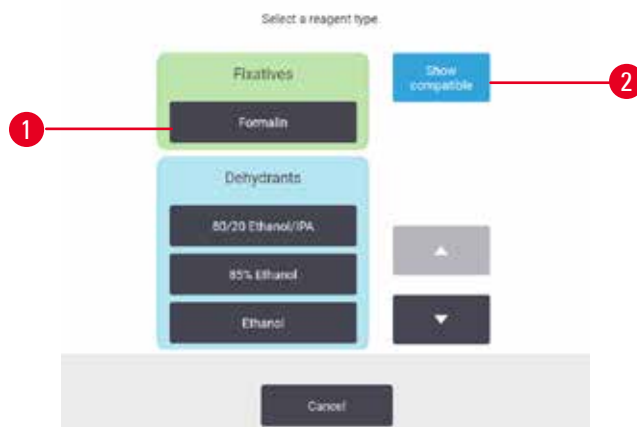 Select a reagent type.
Fixatives
Show
compatible
2
1
Formalin
Dehydrants
80/20 Ethanol/IPA
85% Ethanol
Ethanol
Cancel